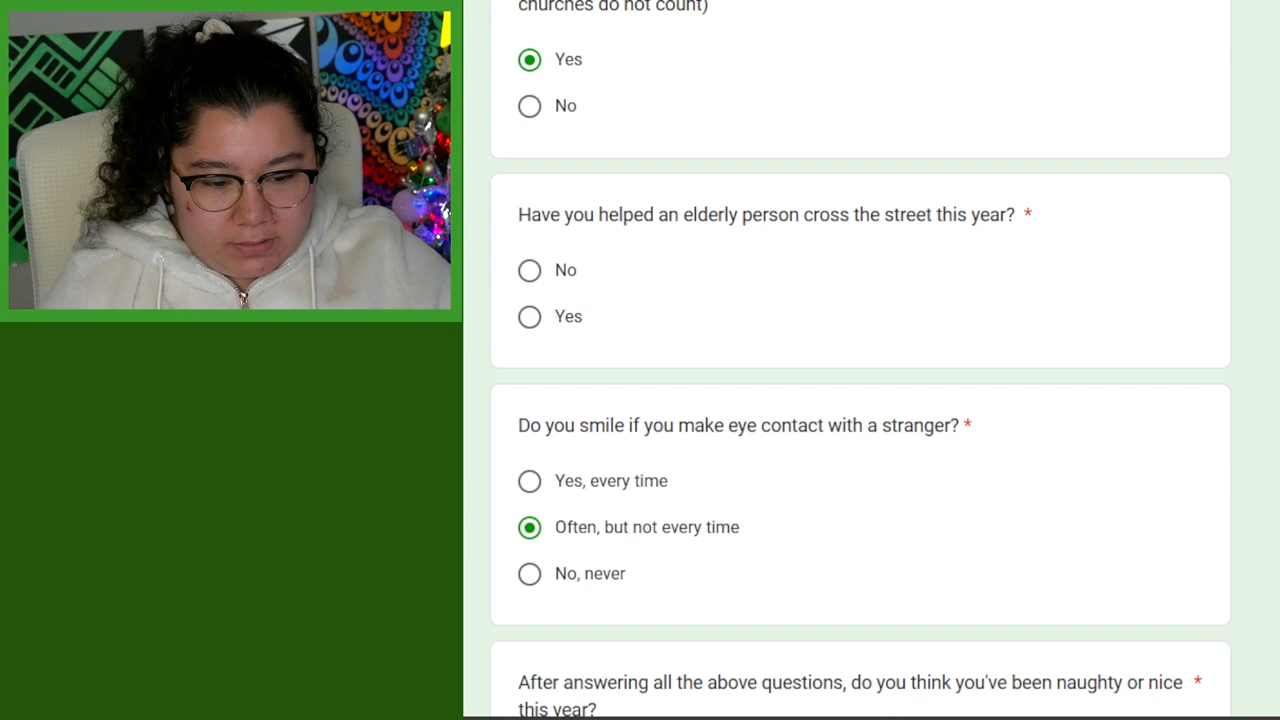 churches do not count)
Yes
No
Have you helped an elderly person cross the street this year? *
No
Yes
Do you smile if you make eye contact with a stranger? *
Yes, every time
Often, but not every time
No, never
After answering all the above questions, do you think you've been naughty or nice *
this year?